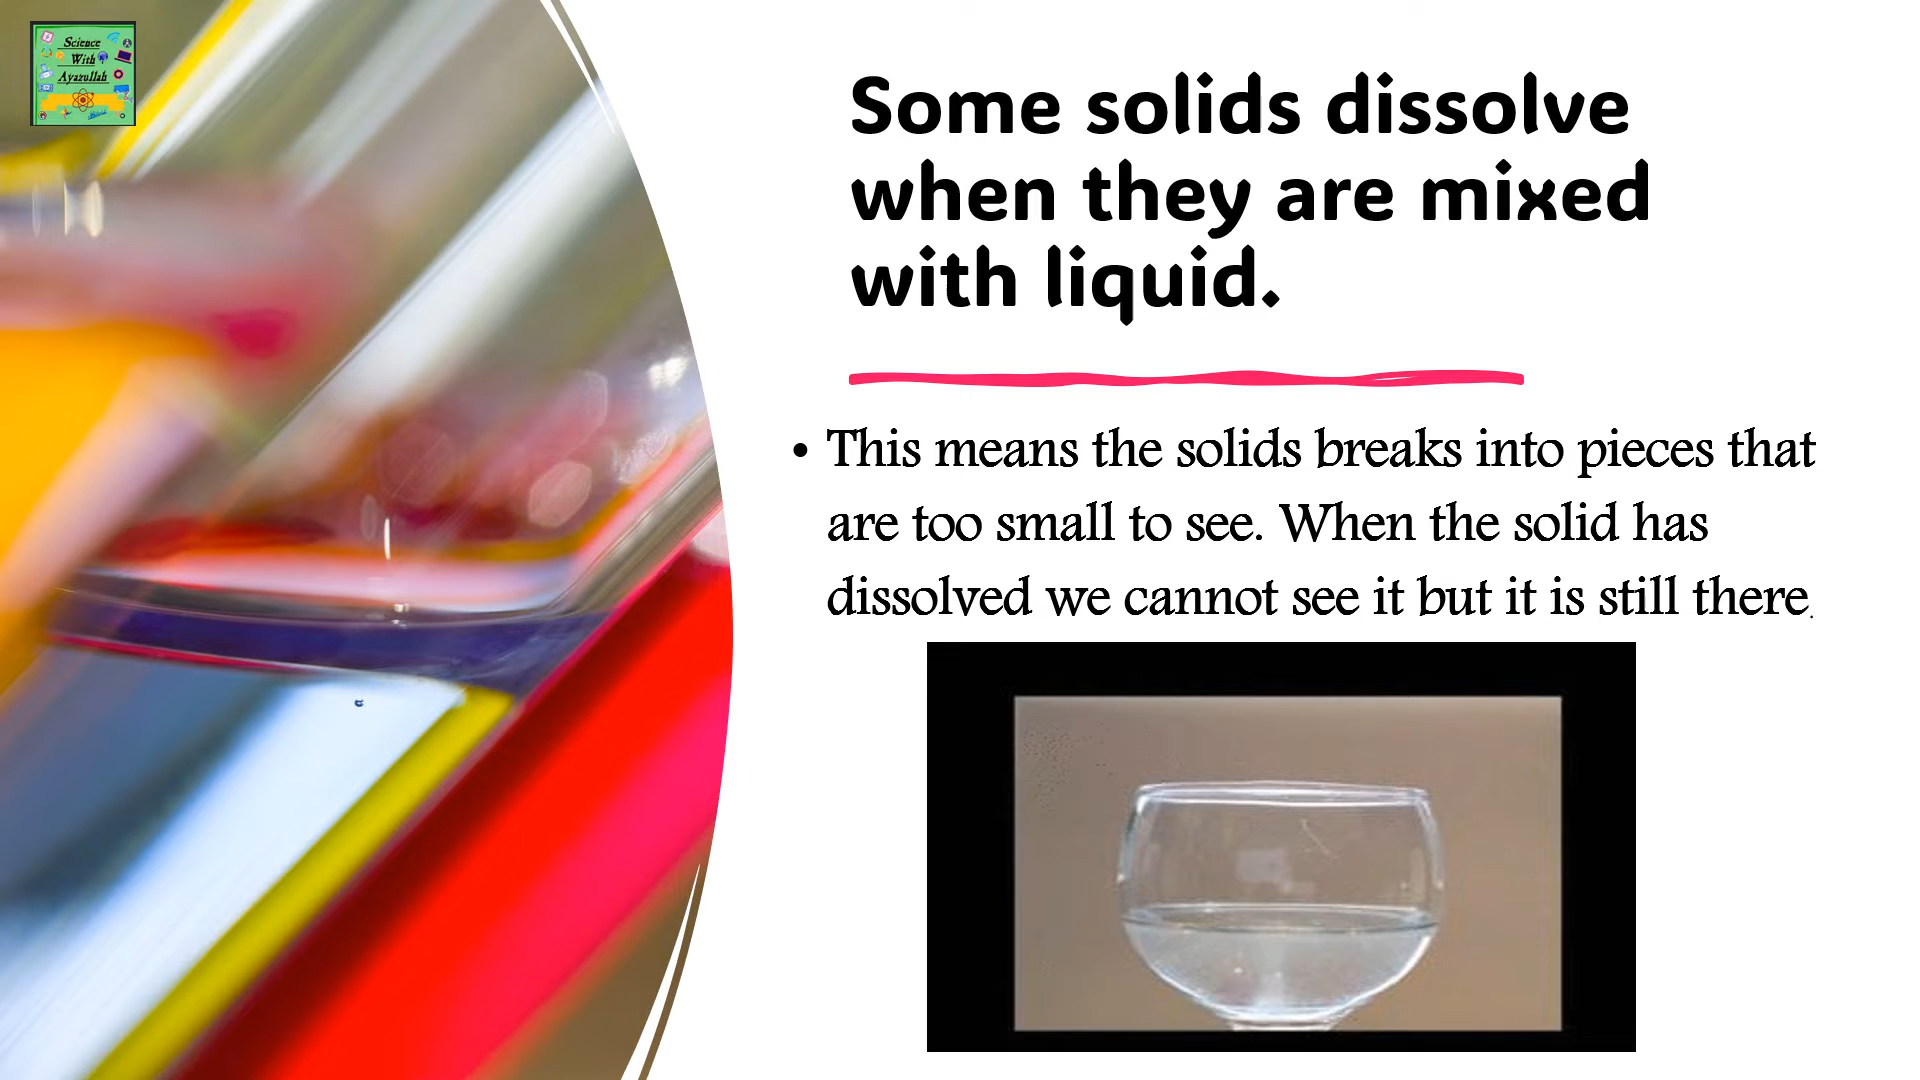 Science
With
Ayazullah
Some solids dissolve
when they are mixed
with liquid.
• This means the solids breaks into pieces that
are too small to see. When the solid has
dissolved we cannot see it but it is still there.